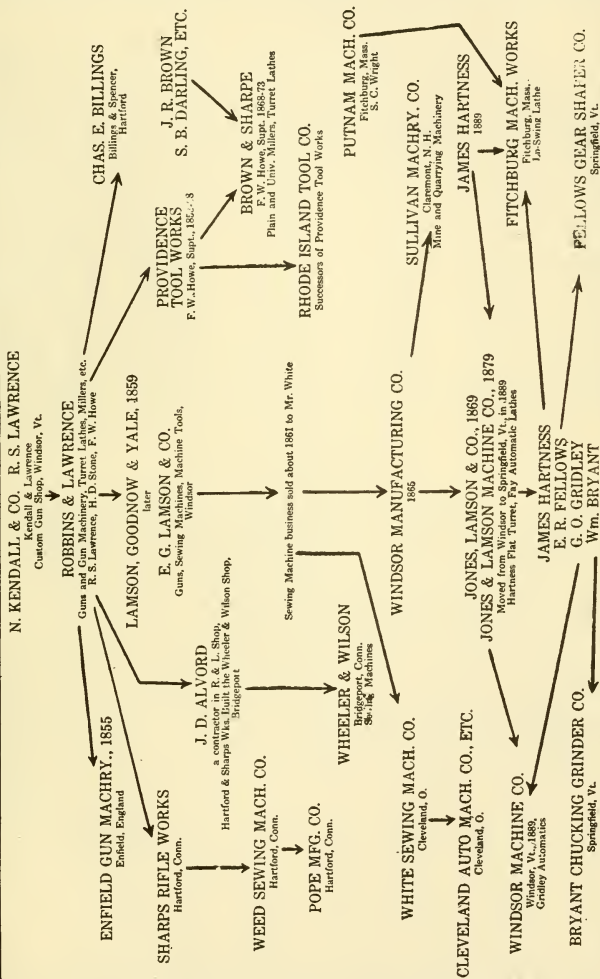 N. KENDALL & CO. R. S. LAWRENCE
Kendall & Lawrence
Custom Gun Shop, Windsor, Vt.
ROBBINS & LAWRENCE
Guns and Gun Machinery, Turret Lathes, Millers, etc.
R. S. Lawrence, H. D. Stone, F. W. Howe
ENFIELD GUN MACHRY., 1855
Enfield, England
SHARPS RIFLE WORKS
Hartford, Conn.
J. D. ALVORD
a contractor in R. & L. Shop,
Hartford & Sharps Wks. Built the Wheeler & Wilson Shop,
Bridgeport
LAMSON, GOODNOW & YALE, 1859
later
E. G. LAMSON & CO.
Guns, Sewing Machines, Machine Tools,
Windsor
PROVIDENCE
TOOL WORKS
F. W. Howe, Supt.,
CHAS. E. BILLINGS
Billings & Spencer,
Hartford
J. R. BROWN
S. B. DARLING, ETC.
BROWN & SHARPE
F. W. Howe, Supt. 1868-73
Plain and Univ. Millers, Turret Lathes
WEED SEWING MACH. CO.
Hartford, Conn.
POPE MFG. CO.
Hartford, Conn.
WHEELER & WILSON
Bridgeport, Conn.
Machines
Sewing Machine business sold about 1861 to Mr. White
RHODE ISLAND TOOL CO.
Successors of Providence Tool Works
WHITE SEWING MACH. CO.
Cleveland, O.
CLEVELAND AUTO MACH. CO., ETC.
Cleveland, O.
WINDSOR MANUFACTURING CO.
1865
SULLIVAN MACHRY. CO.
Claremont, N. H.
Mine and Quarrying Machinery
PUTNAM MACH. CO.
Fitchburg, Mass.
S. C. Wright
JONES, LAMSON & CO., 1869
JONES & LAMSON MACHINE CO., 1879
Moved from Windsor to Springfield, Vt., in 1889
Hartness Flat Turret, Fay Automatic Lathes
JAMES HARTNESS
1889
FITCHBURG MACH. WORKS
Fitchburg, Mass.
Lo-Swing Lathe
WINDSOR MACHINE CO.
Windsor, Vt., 1889,
Gridley Automatics
JAMES HARTNESS
E. R. FELLOWS
G. O. GRIDLEY
Wm. BRYANT
BRYANT CHUCKING GRINDER CO.
Springfield, Vt.
FELLOWS GEAR SHAPER CO.
Springfield, Vt.